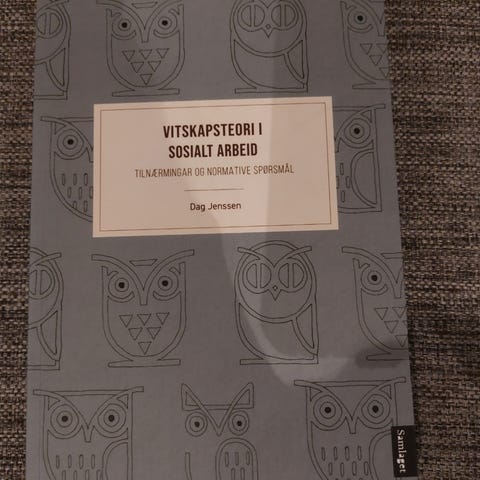 VITSKAPSTEORI I
SOSIALT ARBEID
TILNÆRMINGAR OG NORMATIVE SPØRSMÅL
Dag Jenssen
Samlaget